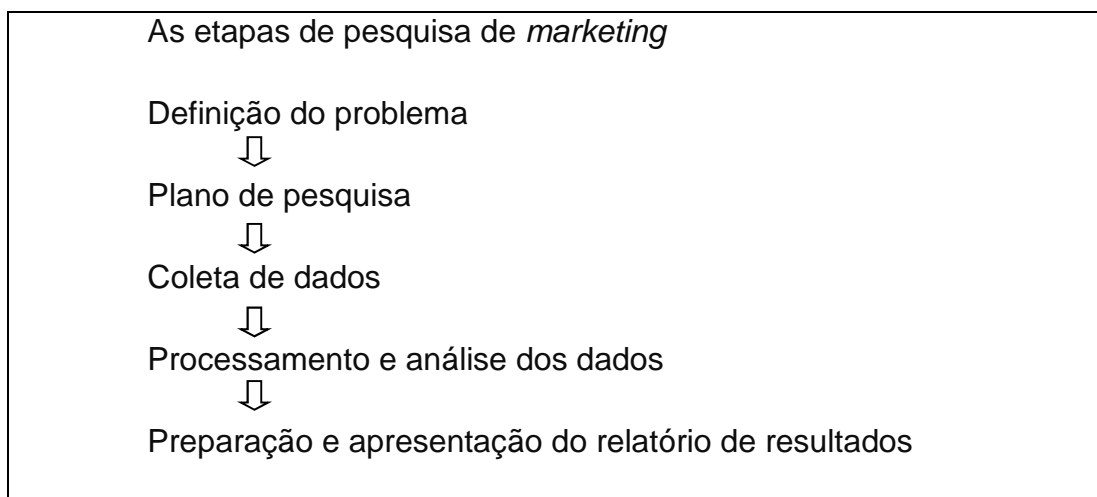 As etapas de pesquisa de marketing
Definição do problema
Plano de pesquisa
Coleta de dados
Processamento e análise dos dados
Preparação e apresentação do relatório de resultados